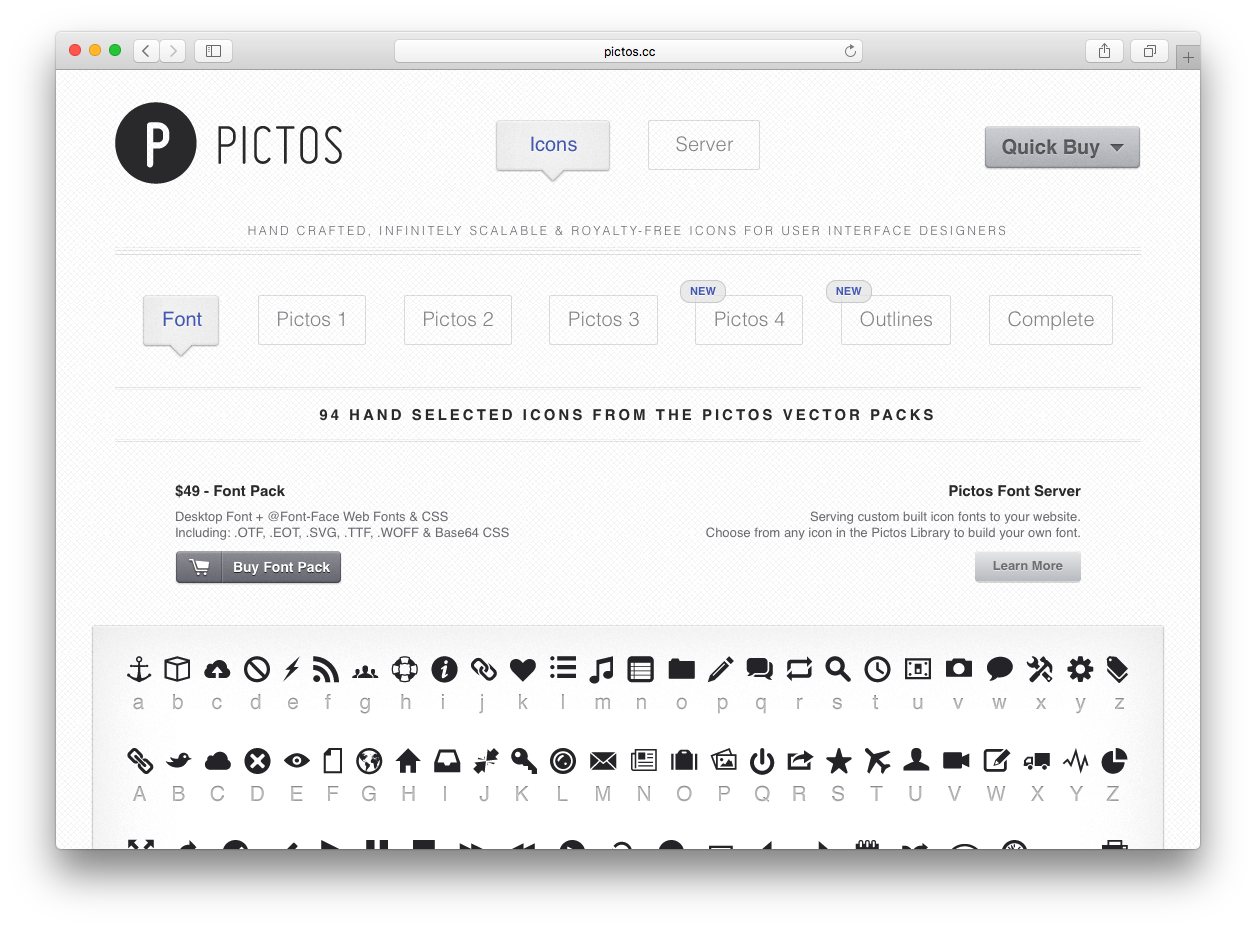 pictos.cc
P PICTOS
Icons
Server
Quick Buy
HAND CRAFTED, INFINITELY SCALABLE & ROYALTY-FREE ICONS FOR USER INTERFACE DESIGNERS
NEW
NEW
Font
Pictos 1
Pictos 2
Pictos 3
Pictos 4
Outlines
Complete
94 HAND SELECTED ICONS FROM THE PICTOS VECTOR PACKS
$49 - Font Pack
Desktop Font + @Font-Face Web Fonts & CSS
Including: .OTF, .EOT, .SVG, .TTF, .WOFF & Base64 CSS
Buy Font Pack
Pictos Font Server
Serving custom built icon fonts to your website.
Choose from any icon in the Pictos Library to build your own font.
Learn More
a b c d e f g h i j k l m n o p q r s t u v w x y z
A B C D E F G H I J K L M N O P Q R S T U V W X Y Z